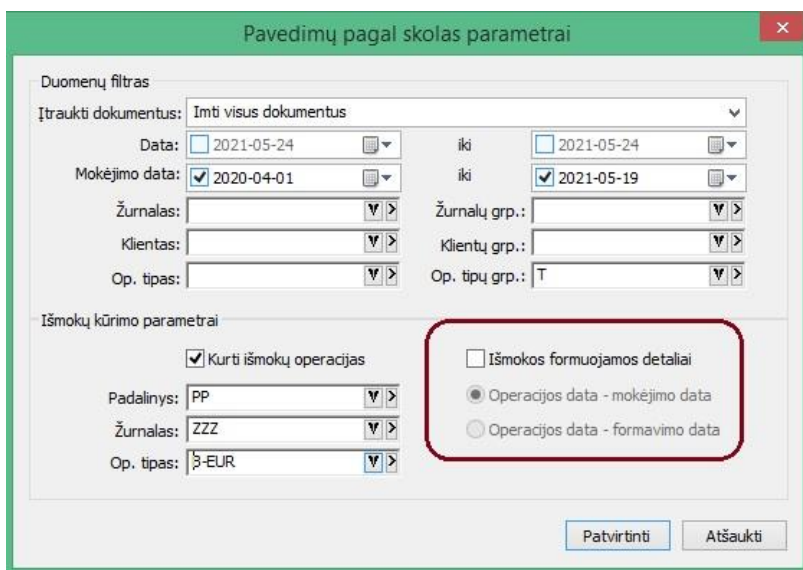 Pavedimų pagal skolas parametrai
Duomenų filtras
Įtraukti dokumentus: Imti visus dokumentus
Data: 2021-05-24 iki 2021-05-24
Mokėjimo data: 2020-04-01 iki 2021-05-19
Žurnalas: Žurnalų grp.:
Klientas: Klientų grp.:
Op. tipas: Op. tipų grp.: T
Išmokų kūrimo parametrai
Kurti išmokų operacijas Išmokos formuojamos detaliai
Padalinys: PP Operacijos data - mokėjimo data
Žurnalas: ZZZ Operacijos data - formavimo data
Op. tipas: -EUR
Patvirtinti Atšaukti